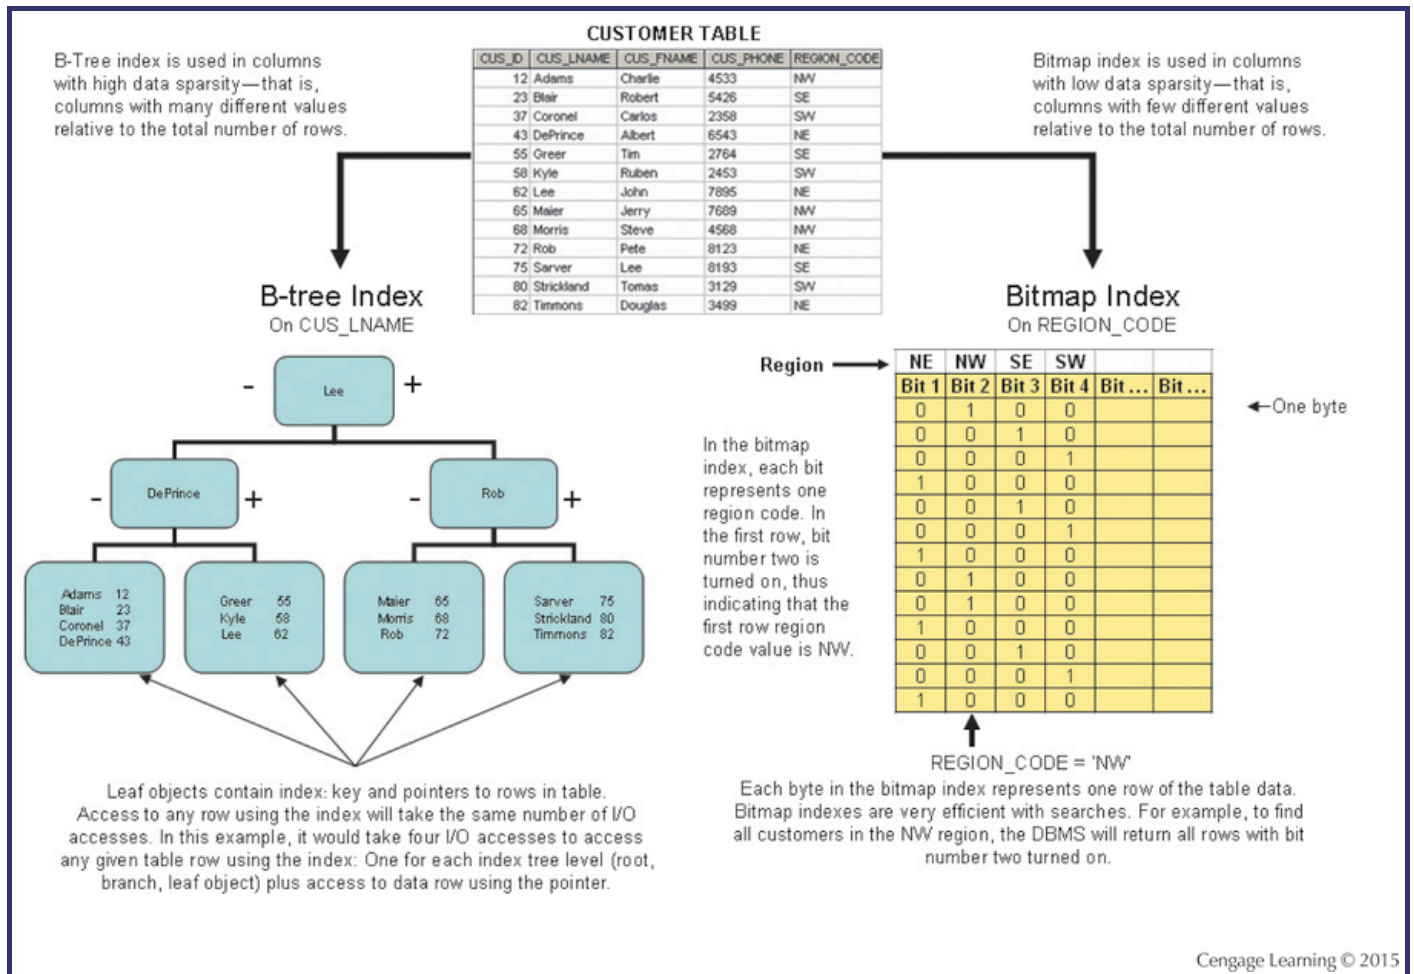 CUSTOMER TABLE
B-Tree index is used in columns
with high data sparsity—that is,
columns with many different values
relative to the total number of rows.
CUS_ID CUS_LNAME CUS_FNAME CUS_PHONE REGION_CODE
12 Adams Charlie 4533 NW
23 Blair Robert 5426 SE
37 Coronel Carlos 2358 SW
43 DePrince Albert 6543 NE
55 Greer Tim 2764 SE
58 Kyle Ruben 2453 SW
62 Lee John 7895 NE
65 Maier Jerry 7689 NW
68 Morris Steve 4568 NW
72 Rob Pete 8123 NE
75 Sarver Lee 8193 SE
80 Strickland Tomas 3129 SW
82 Timmons Douglas 3499 NE
Bitmap index is used in columns
with low data sparsity—that is,
columns with few different values
relative to the total number of rows.
B-tree Index
On CUS_LNAME
- Lee +
- DePrince +
- Rob +
Adams 12
Blair 23
Coronel 37
DePrince 43
Greer 55
Kyle 58
Lee 62
Maier 65
Morris 68
Rob 72
Sarver 75
Strickland 80
Timmons 82
Leaf objects contain index: key and pointers to rows in table.
Access to any row using the index will take the same number of I/O
accesses. In this example, it would take four I/O accesses to access
any given table row using the index: One for each index tree level (root,
branch, leaf object) plus access to data row using the pointer.
Bitmap Index
On REGION_CODE
Region
NE NW SE SW
Bit 1 Bit 2 Bit 3 Bit 4 Bit ... Bit ...
0 1 0 0
0 0 1 0
0 0 0 1
1 0 0 0
0 0 1 0
0 0 0 1
1 0 0 0
0 1 0 0
0 1 0 0
1 0 0 0
0 0 1 0
0 0 0 1
1 0 0 0
One byte
In the bitmap
index, each bit
represents one
region code. In
the first row, bit
number two is
turned on, thus
indicating that the
first row region
code value is NW.
REGION_CODE = 'NW'
Each byte in the bitmap index represents one row of the table data.
Bitmap indexes are very efficient with searches. For example, to find
all customers in the NW region, the DBMS will return all rows with bit
number two turned on.
Cengage Learning © 2015